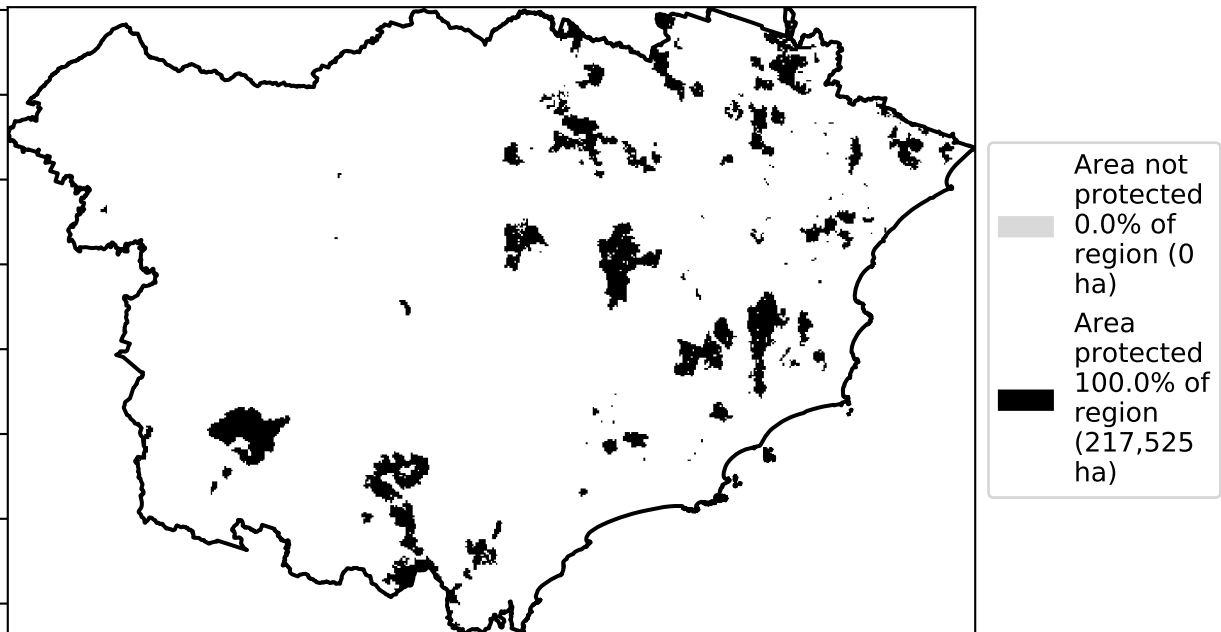 Area not
protected
0.0% of
region (0
ha)
Area
protected
100.0% of
region
(217,525
ha)